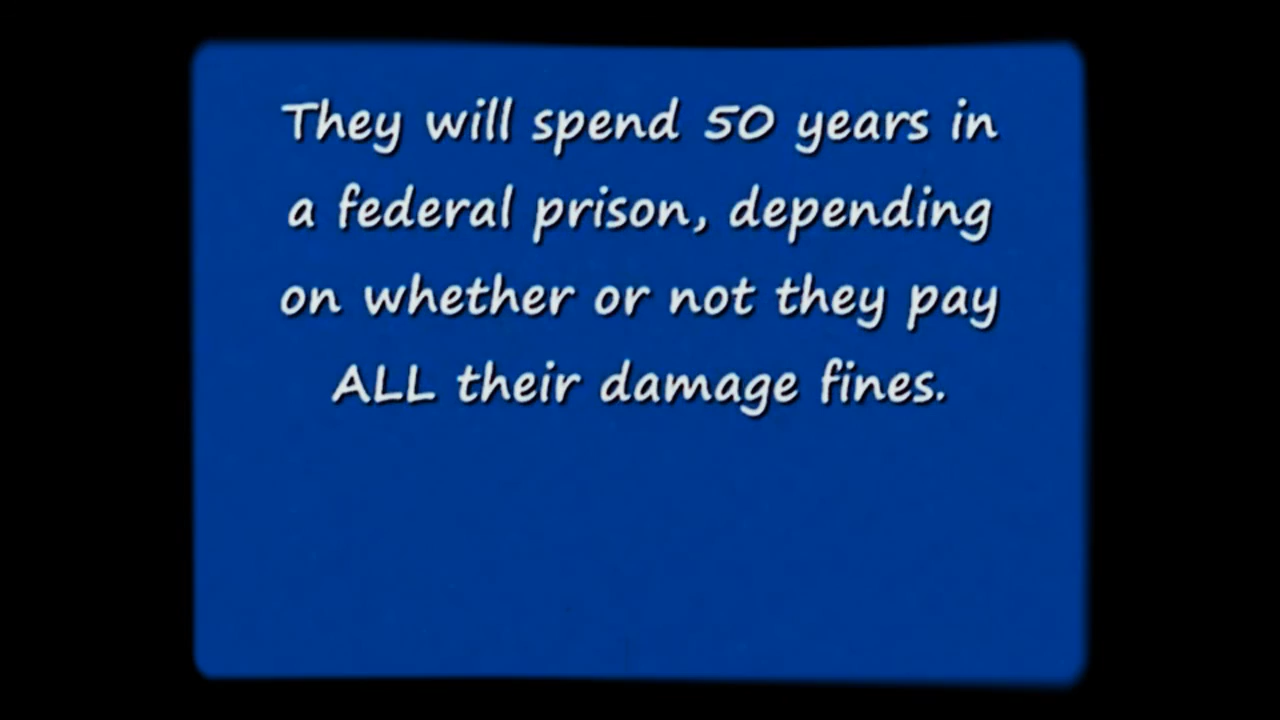 They will spend 50 years in
a federal prison, depending
on whether or not they pay
ALL their damage fines.